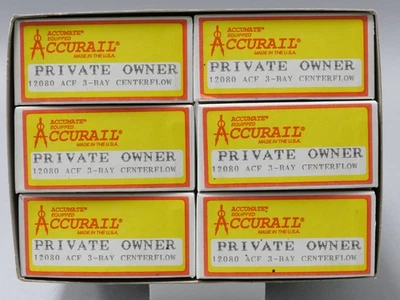 ACCUMATE® EQUIPPED
ACCURAIL®
MADE IN THE U.S.A.
PRIVATE OWNER
12080 ACF 3-BAY CENTERFLOW
ACCUMATE® EQUIPPED
ACCURAIL®
MADE IN THE U.S.A.
PRIVATE OWNER
12080 ACF 3-BAY CENTERFLOW
ACCUMATE® EQUIPPED
ACCURAIL®
MADE IN THE U.S.A.
PRIVATE OWNER
12080 ACF 3-BAY CENTERFLOW
ACCUMATE® EQUIPPED
ACCURAIL®
MADE IN THE U.S.A.
PRIVATE OWNER
12080 ACF 3-BAY CENTERFLOW
ACCUMATE® EQUIPPED
ACCURAIL®
MADE IN THE U.S.A.
PRIVATE OWNER
12080 ACF 3-BAY CENTERFLOW
ACCUMATE® EQUIPPED
ACCURAIL®
MADE IN THE U.S.A.
PRIVATE OWNER
12080 ACF 3-BAY CENTERFLOW